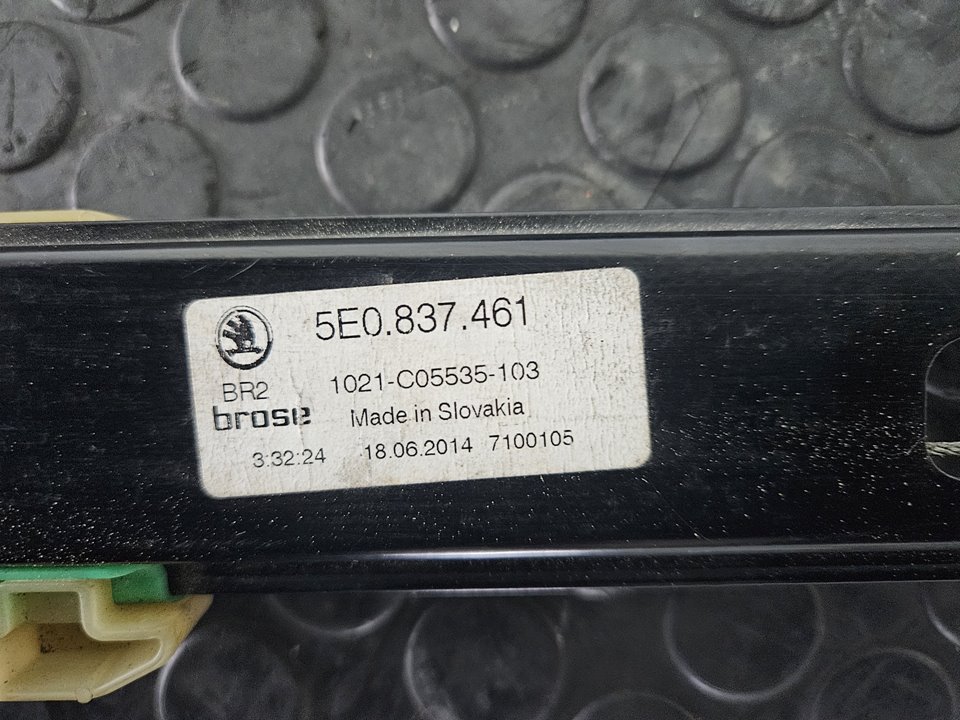 5E0.837.461
BR2 1021-C05535-103
brose Made in Slovakia
3:32:24 18.06.2014 7100105